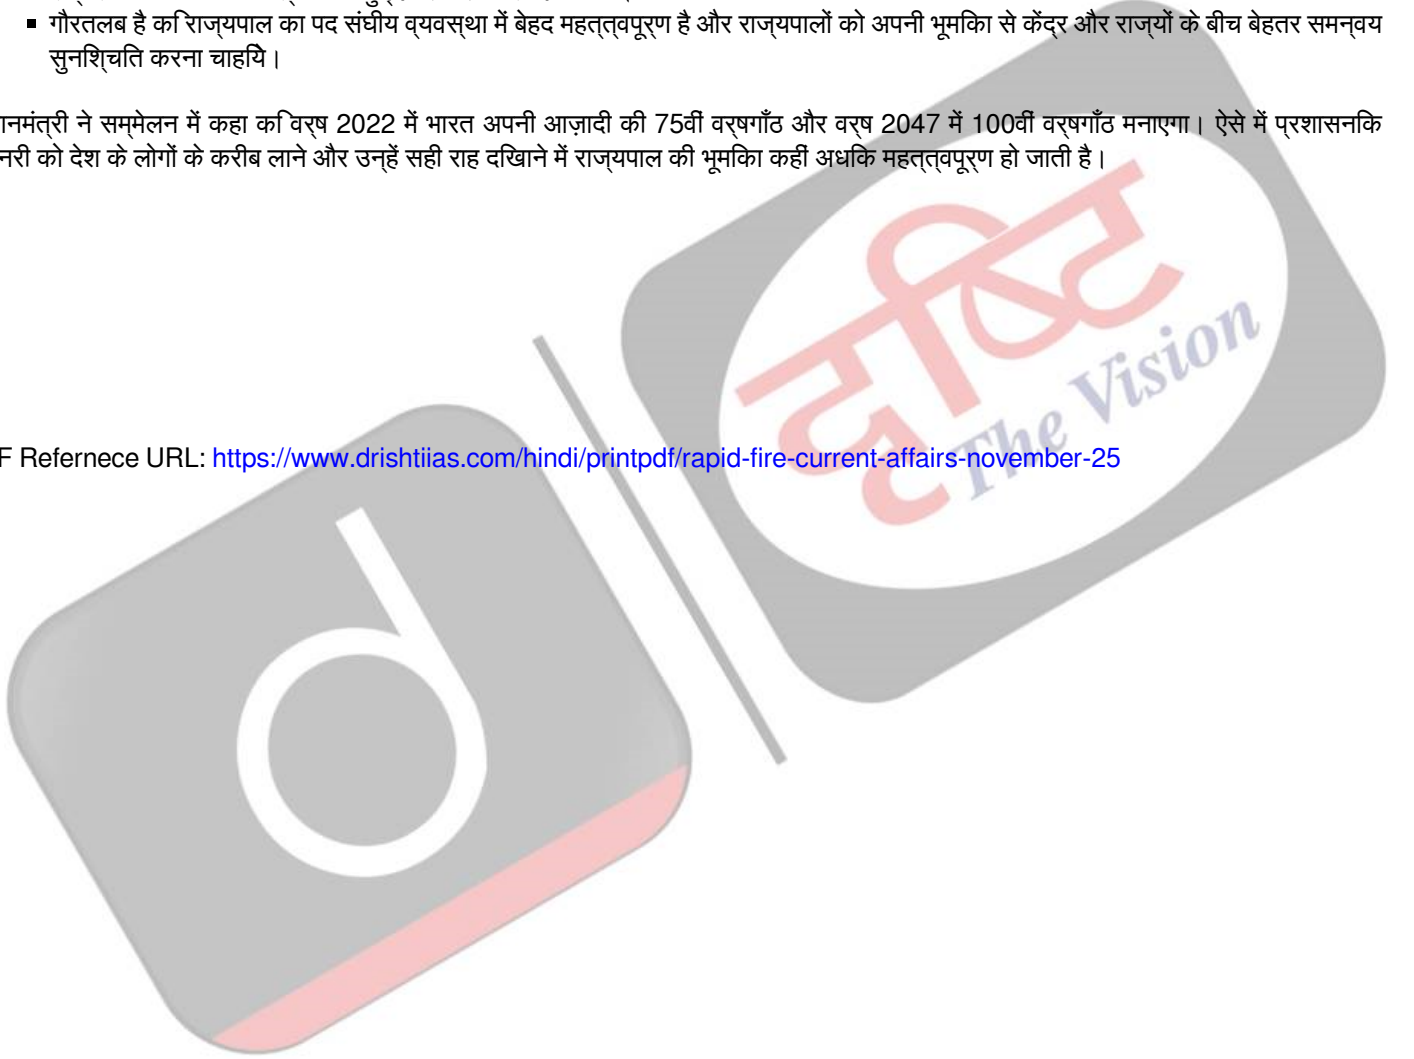 ▪ गौरतलब है कि राज्यपाल का पद संघीय व्यवस्था में बेहद महत्त्वपूर्ण है और राज्यपालों को अपनी भूमिका से केंद्र और राज्यों के बीच बेहतर समन्वय
सुनिश्चित करना चाहिये।
ानमंत्री ने सम्मेलन में कहा कि वर्ष 2022 में भारत अपनी आज़ादी की 75वीं वर्षगाँठ और वर्ष 2047 में 100वीं वर्षगाँठ मनाएगा। ऐसे में प्रशासनिक
नरी को देश के लोगों के करीब लाने और उन्हें सही राह दिखाने में राज्यपाल की भूमिका कहीं अधिक महत्त्वपूर्ण हो जाती है।
दृष्टि
The Vision
F Refernece URL: https://www.drishtiias.com/hindi/printpdf/rapid-fire-current-affairs-november-25
d